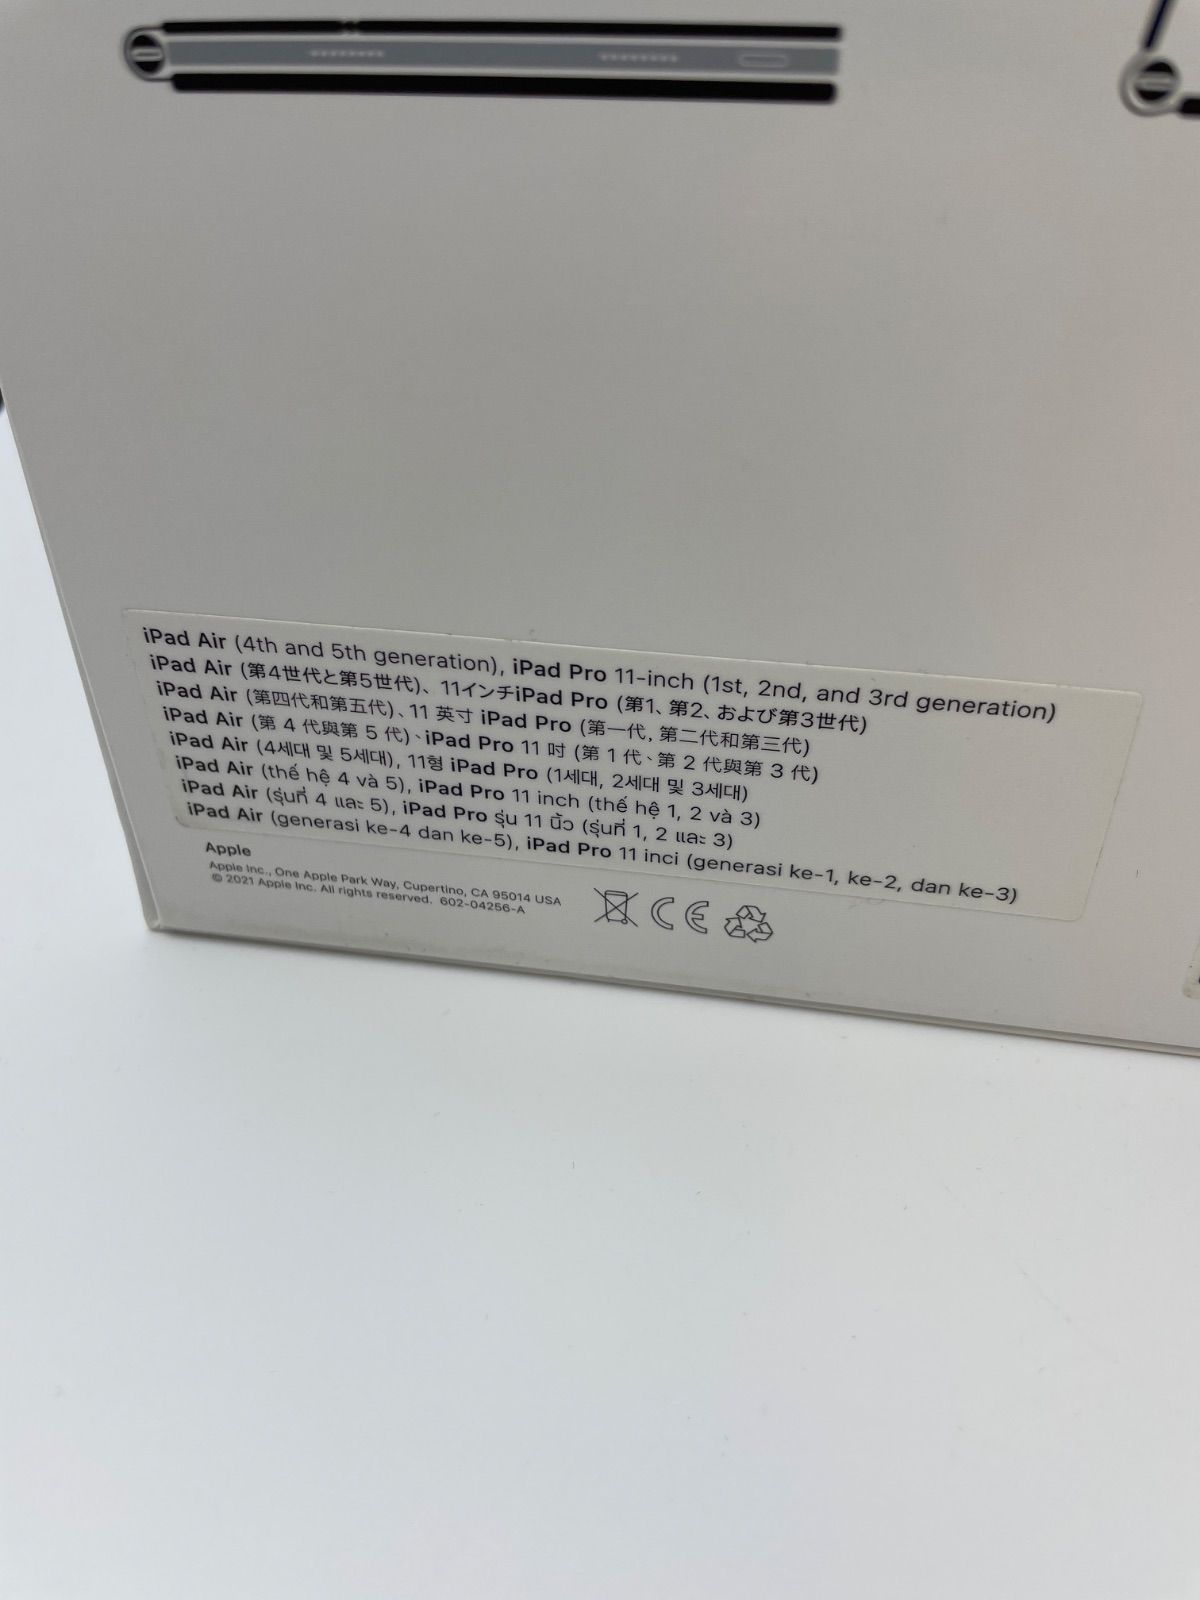 iPad Air (4th and 5th generation), iPad Pro 11-inch (1st, 2nd, and 3rd generation)
iPad Air (第4世代と第5世代)、11インチiPad Pro (第1、第2、および第3世代)
iPad Air (第四代和第五代)、11 英寸 iPad Pro (第一代, 第二代和第三代)
iPad Air (第 4 代與第 5 代)、iPad Pro 11 吋 (第 1 代、第 2 代與第 3 代)
iPad Air (4세대 및 5세대), 11형 iPad Pro (1세대, 2세대 및 3세대)
iPad Air (thế hệ 4 và 5), iPad Pro 11 inch (thế hệ 1, 2 và 3)
iPad Air (รุ่นที่ 4 และ 5), iPad Pro รุ่น 11 นิ้ว (รุ่นที่ 1, 2 และ 3)
iPad Air (generasi ke-4 dan ke-5), iPad Pro 11 inci (generasi ke-1, ke-2, dan ke-3)
Apple
Apple Inc., One Apple Park Way, Cupertino, CA 95014 USA
© 2021 Apple Inc. All rights reserved. 602-04256-A
CE